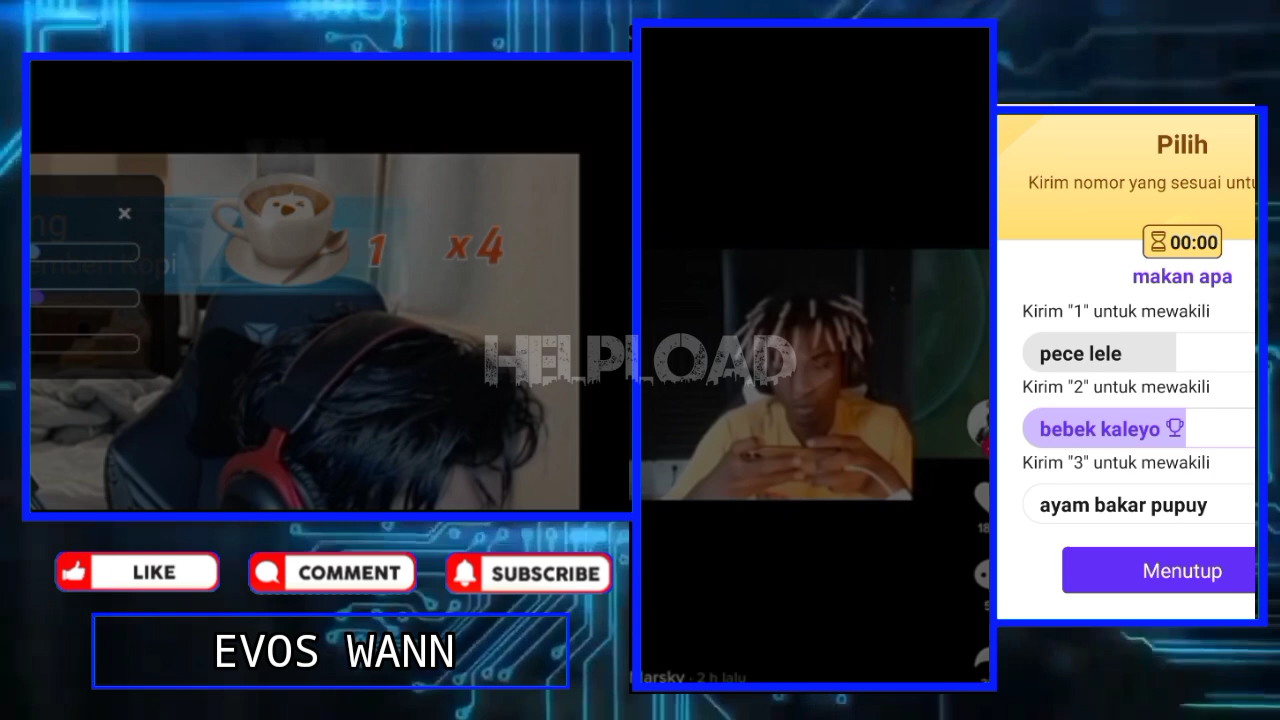 1 x4
HELPLOAD
LIKE
COMMENT
SUBSCRIBE
EVOS WANN
Marsky · 2 h lalu
Pilih
Kirim nomor yang sesuai untu
00:00
makan apa
Kirim "1" untuk mewakili
pece lele
Kirim "2" untuk mewakili
bebek kaleyo
Kirim "3" untuk mewakili
ayam bakar pupuy
Menutup